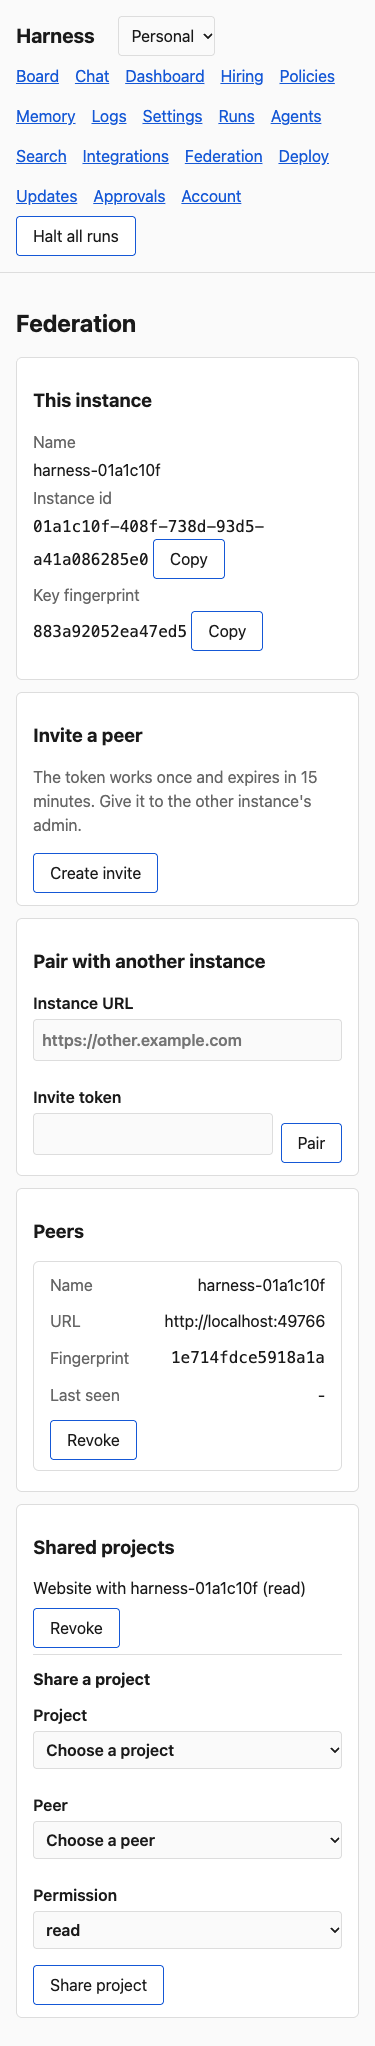 Harness Personal
Board Chat Dashboard Hiring Policies
Memory Logs Settings Runs Agents
Search Integrations Federation Deploy
Updates Approvals Account
Halt all runs
Federation
This instance
Name
harness-01a1c10f
Instance id
01a1c10f-408f-738d-93d5-
a41a086285e0 Copy
Key fingerprint
883a92052ea47ed5 Copy
Invite a peer
The token works once and expires in 15
minutes. Give it to the other instance's
admin.
Create invite
Pair with another instance
Instance URL
https://other.example.com
Invite token
Pair
Peers
Name harness-01a1c10f
URL http://localhost:49766
Fingerprint 1e714fdce5918a1a
Last seen -
Revoke
Shared projects
Website with harness-01a1c10f (read)
Revoke
Share a project
Project
Choose a project
Peer
Choose a peer
Permission
read
Share project